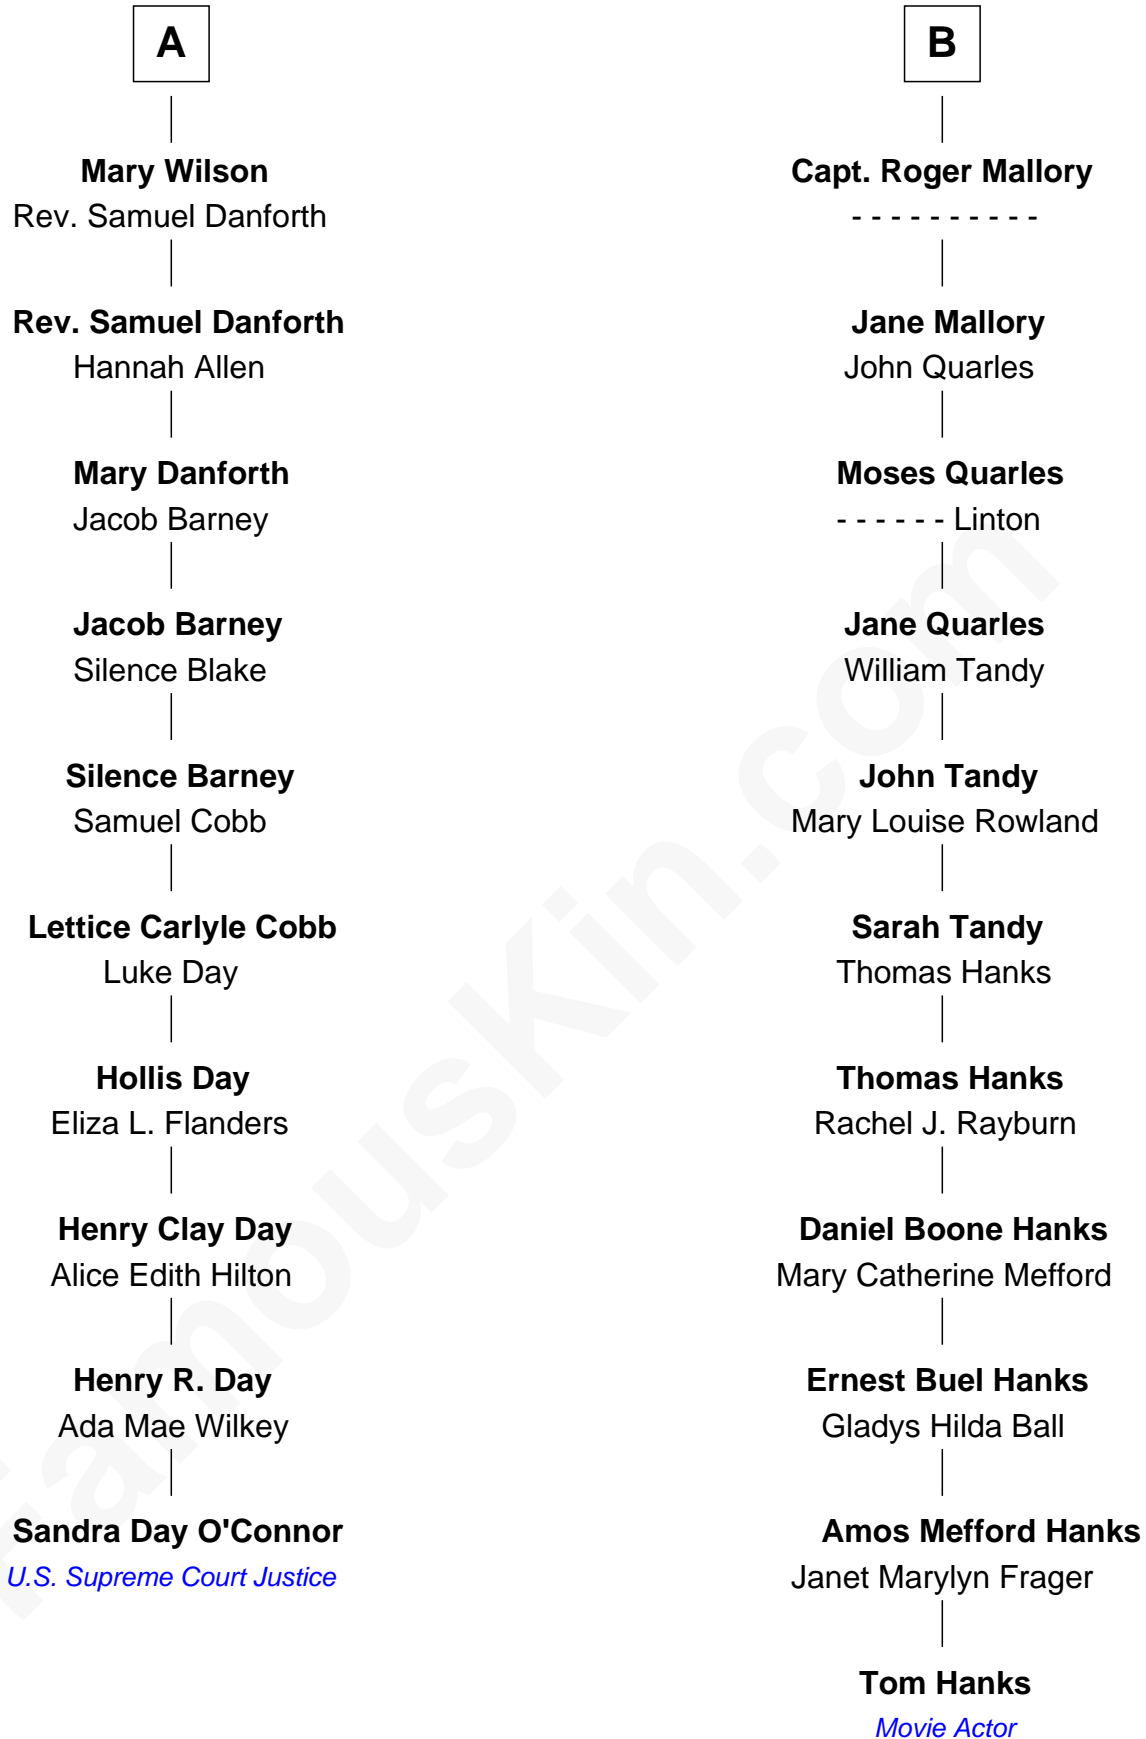 A
Mary Wilson
Rev. Samuel Danforth
Rev. Samuel Danforth
Hannah Allen
Mary Danforth
Jacob Barney
Jacob Barney
Silence Blake
Silence Barney
Samuel Cobb
Lettice Carlyle Cobb
Luke Day
Hollis Day
Eliza L. Flanders
Henry Clay Day
Alice Edith Hilton
Henry R. Day
Ada Mae Wilkey
Sandra Day O'Connor
U.S. Supreme Court Justice
B
Capt. Roger Mallory
- - - - - - - - - -
Jane Mallory
John Quarles
Moses Quarles
- - - - - - Linton
Jane Quarles
William Tandy
John Tandy
Mary Louise Rowland
Sarah Tandy
Thomas Hanks
Thomas Hanks
Rachel J. Rayburn
Daniel Boone Hanks
Mary Catherine Mefford
Ernest Buel Hanks
Gladys Hilda Ball
Amos Mefford Hanks
Janet Marylyn Frager
Tom Hanks
Movie Actor
FamousKin.com